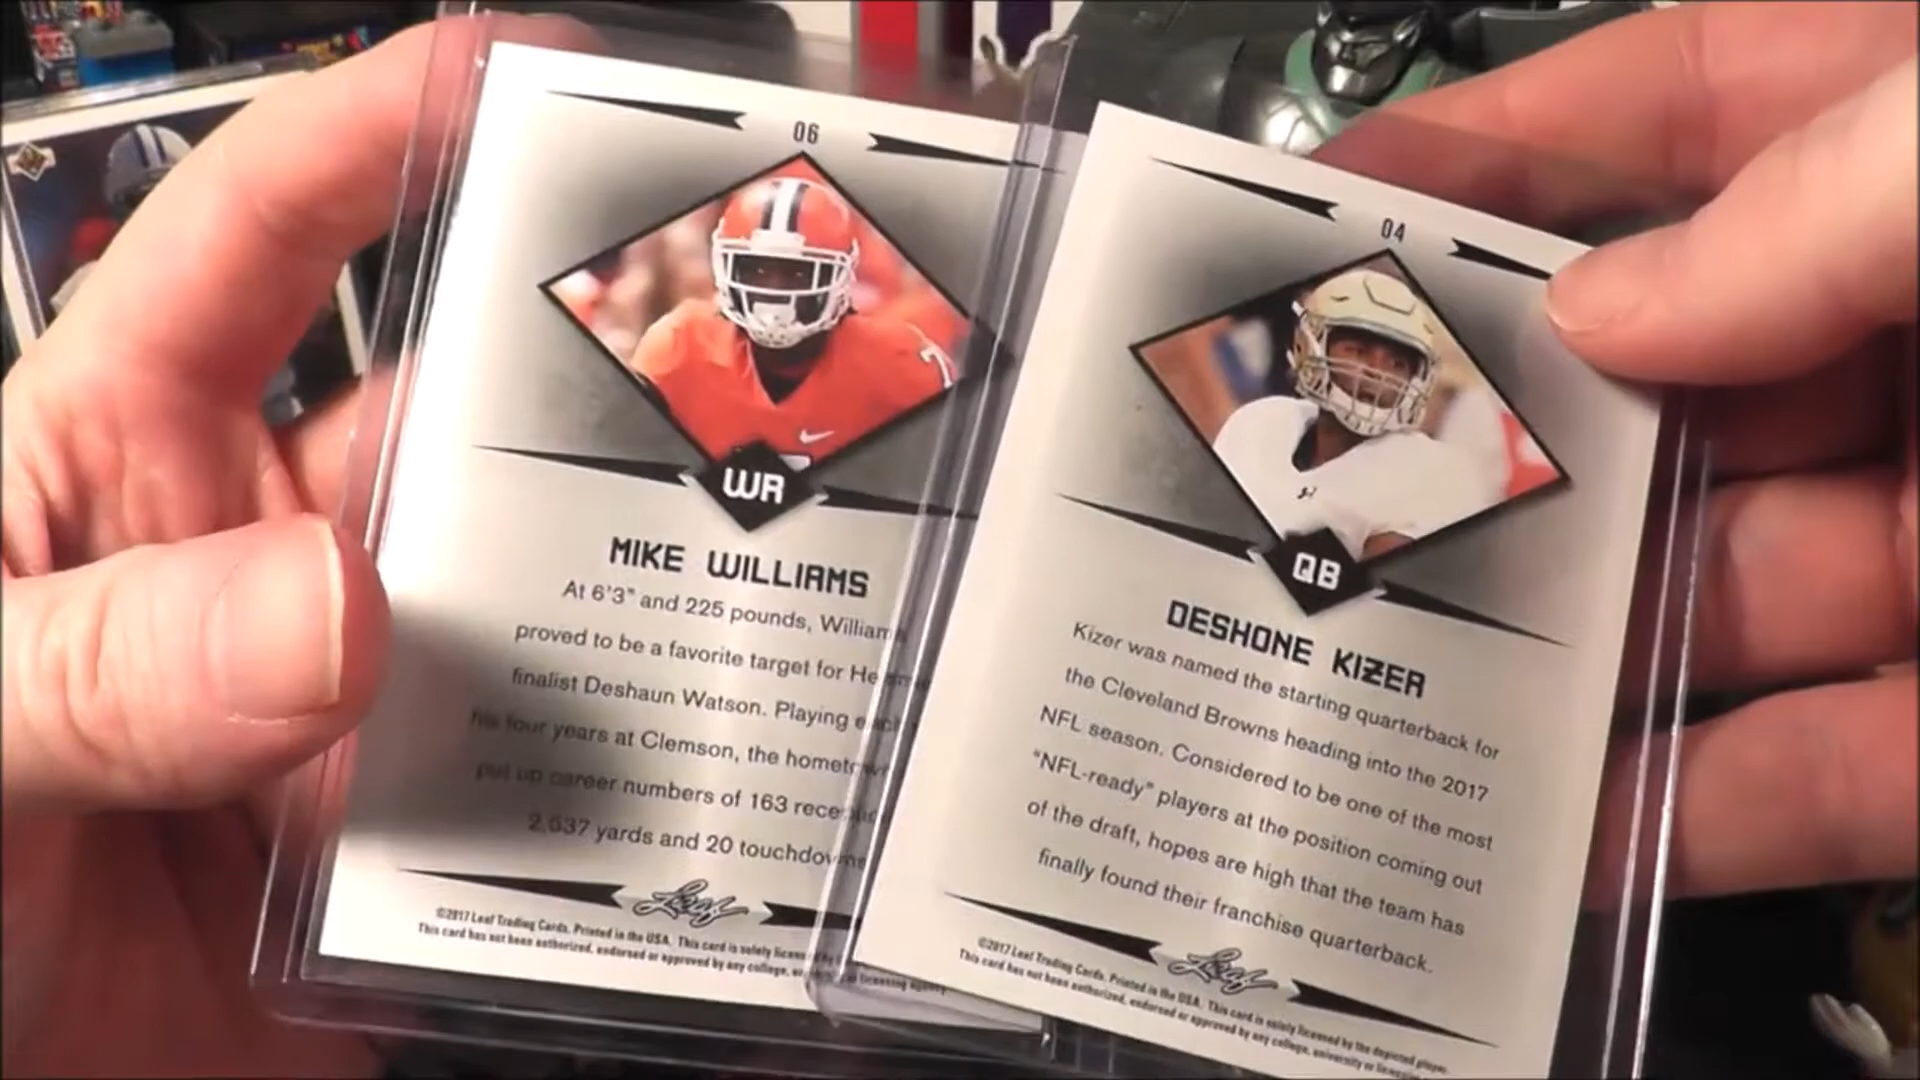 06
WR
MIKE WILLIAMS
At 6'3" and 225 pounds, Williams
proved to be a favorite target for
finalist Deshaun Watson. Playing each
his four years at Clemson, the hometown
put up career numbers of 163
2,637 yards and 20 touchdowns
Leaf
©2017 Leaf Trading Cards. Printed in the USA. This card is solely licensed by
This card has not been authorized, endorsed or approved by any college, licensing agency
04
QB
DESHONE KIZER
Kizer was named the starting quarterback for
the Cleveland Browns heading into the 2017
NFL season. Considered to be one of the most
"NFL-ready" players at the position coming out
of the draft, hopes are high that the team has
finally found their franchise quarterback.
Leaf
©2017 Leaf Trading Cards. Printed in the USA. This card is solely licensed by the depicted player.
This card has not been authorized, endorsed or approved by any college, university or licensing
7